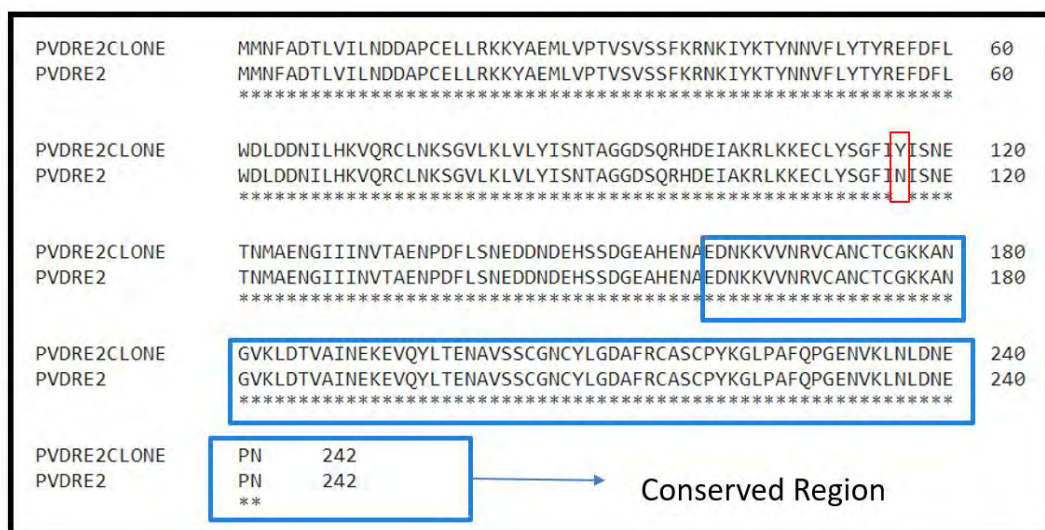 PVDRE2CLONE MMNFADTLVILNDDAPCELLRKKYAEMLVPTVSVSSFKRNKIYKTYNNVFLYTYREFDFL 60
PVDRE2 MMNFADTLVILNDDAPCELLRKKYAEMLVPTVSVSSFKRNKIYKTYNNVFLYTYREFDFL 60
************************************************************
PVDRE2CLONE WDLDDNILHKVQRCLNKSGVLKLVLYISNTAGGDSQRHDEIAKRLKKECLYSGFIYISNE 120
PVDRE2 WDLDDNILHKVQRCLNKSGVLKLVLYISNTAGGDSQRHDEIAKRLKKECLYSGFINISNE 120
******************************************************* ****
PVDRE2CLONE TNMAENGIIINVTAENPDFLSNEDDNDEHSSDGEAHENAEDNKKVVNRVCANCTCGKKAN 180
PVDRE2 TNMAENGIIINVTAENPDFLSNEDDNDEHSSDGEAHENAEDNKKVVNRVCANCTCGKKAN 180
************************************************************
PVDRE2CLONE GVKLDTVAINEKEVQYLTENAVSSCGNCYLGDAFRCASCPYKGLPAFQPGENVKLNLDNE 240
PVDRE2 GVKLDTVAINEKEVQYLTENAVSSCGNCYLGDAFRCASCPYKGLPAFQPGENVKLNLDNE 240
************************************************************
PVDRE2CLONE PN 242
PVDRE2 PN 242
**
Conserved Region